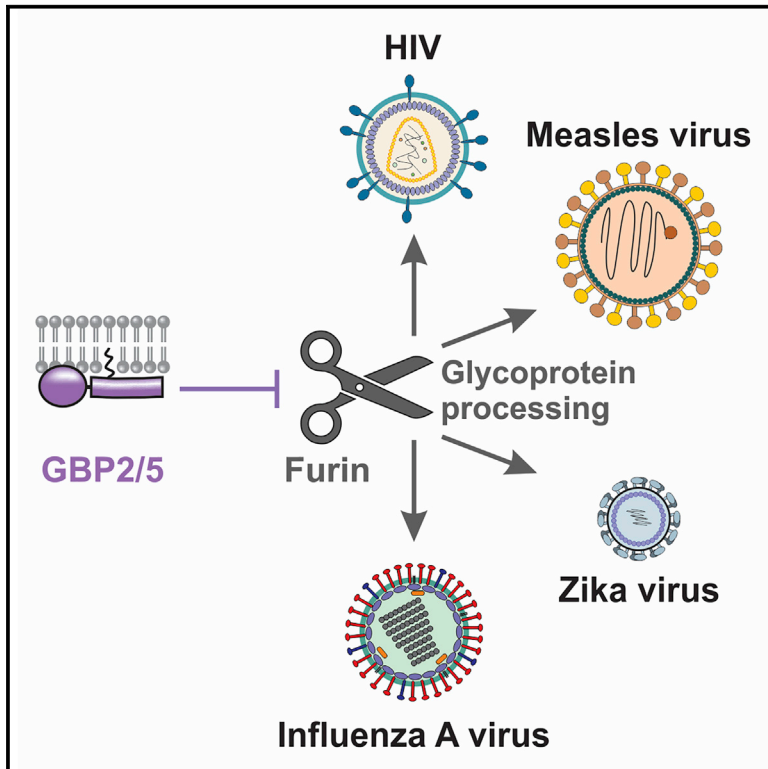 HIV
Measles virus
Glycoprotein
processing
GBP2/5
Furin
Zika virus
Influenza A virus